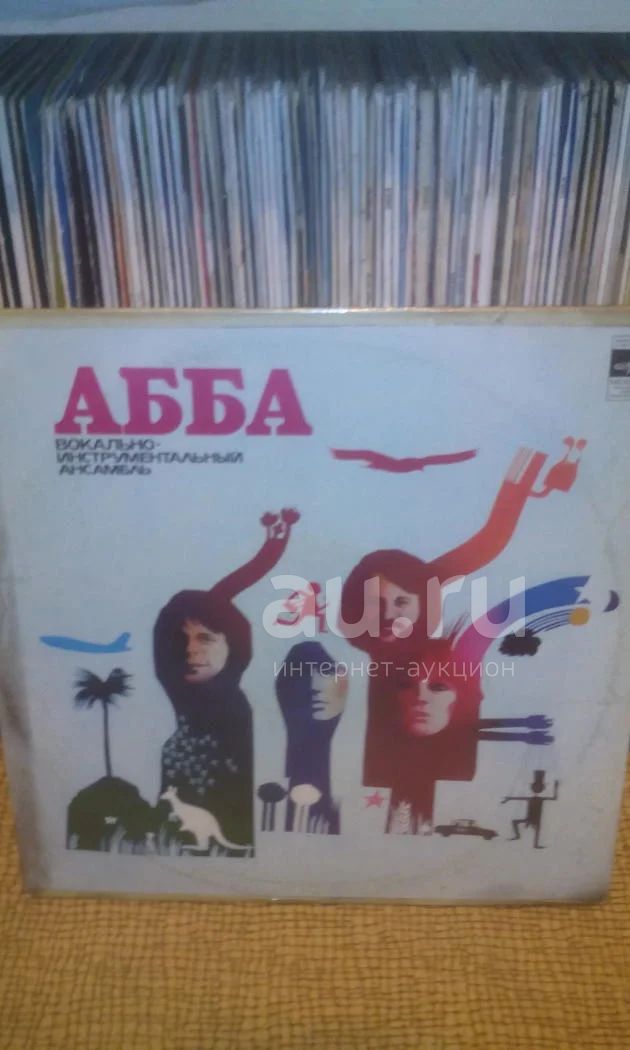 АББА
ВОКАЛЬНО-
ИНСТРУМЕНТАЛЬНЫЙ
АНСАМБЛЬ
au.ru
интернет-аукцион